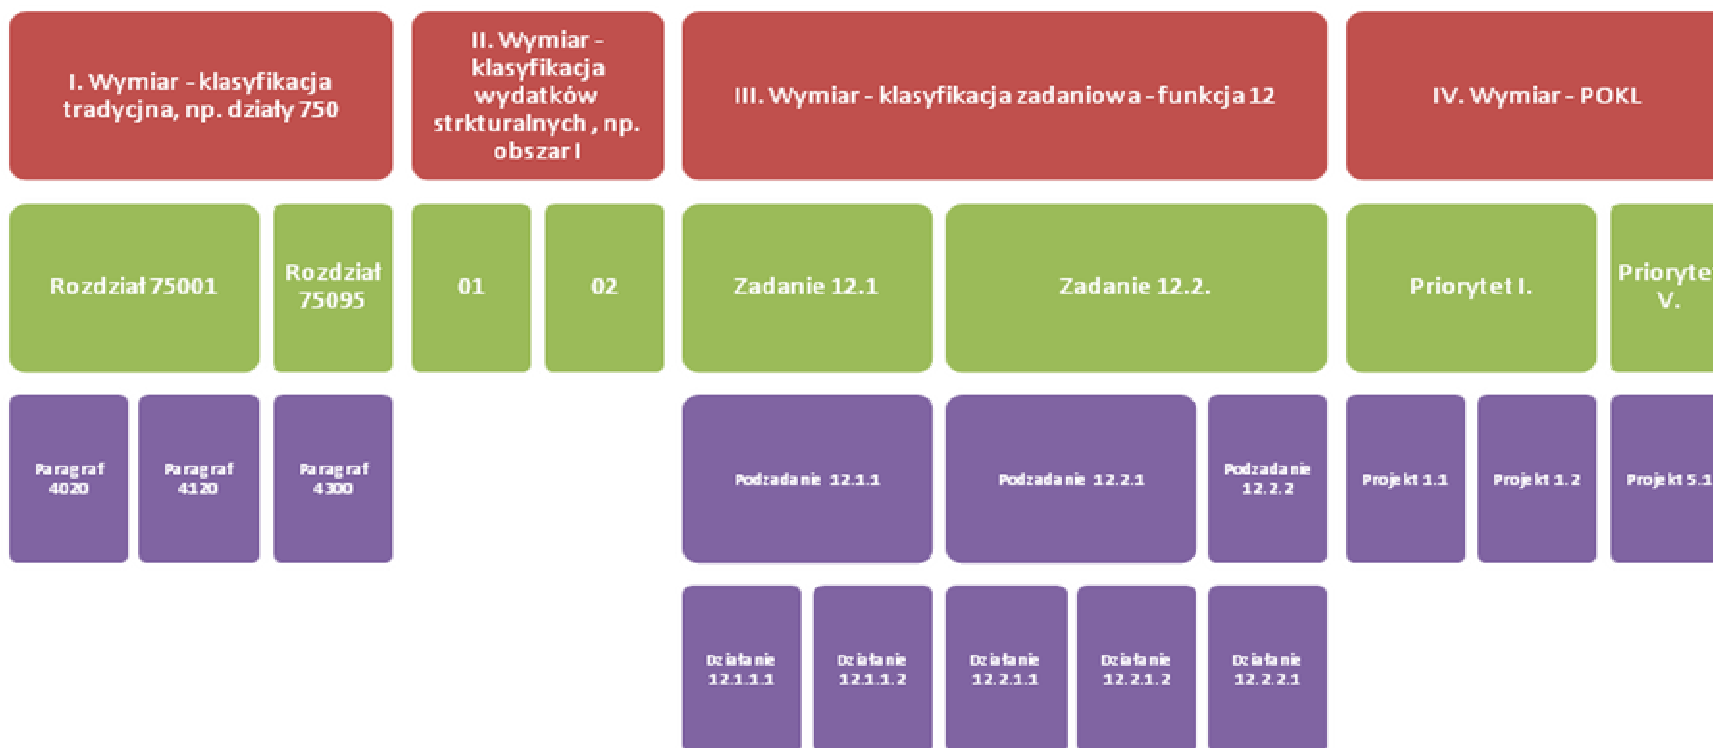 I. Wymiar - klasyfikacja
tradycjna, np. działy 750
II. Wymiar -
klasyfikacja
wydatków
strkturalnych , np.
obszar I
III. Wymiar - klasyfikacja zadaniowa - funkcja 12
IV. Wymiar - POKL
Rozdział 75001
Rozdział
75095
01
02
Zadanie 12.1
Zadanie 12.2.
Priorytet I.
Prioryte
V.
Paragraf
4020
Paragraf
4120
Paragraf
4300
Podzadanie 12.1.1
Podzadanie 12.2.1
Podzadanie
12.2.2
Projekt 1.1
Projekt 1.2
Projekt 5.1
Działanie
12.1.1.1
Działanie
12.1.1.2
Działanie
12.2.1.1
Działanie
12.2.1.2
Działanie
12.2.2.1